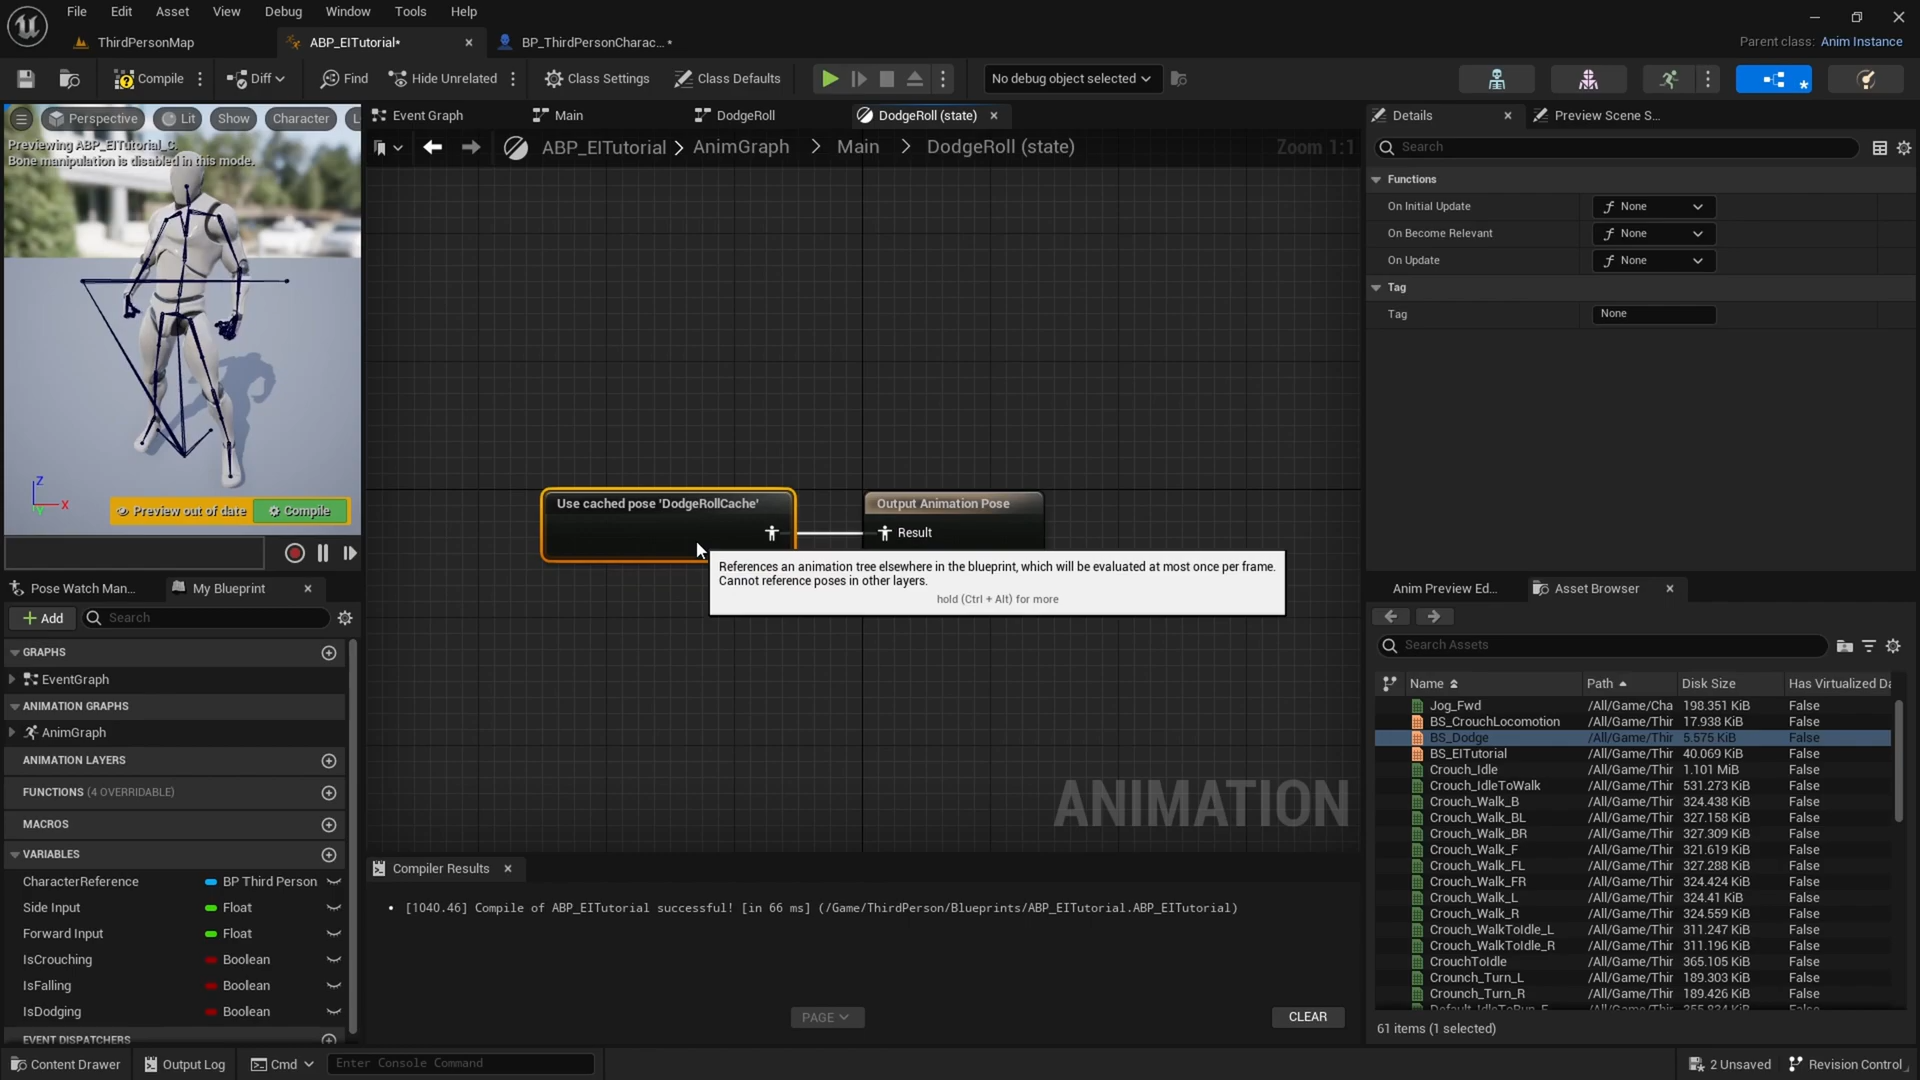 File Edit Asset View Debug Window Tools Help
ThirdPersonMap
ABP_EITutorial*
BP_ThirdPersonCharac... *
Parent class: Anim Instance
Compile
Diff
Find
Hide Unrelated
Class Settings
Class Defaults
No debug object selected
Perspective
Lit
Show
Character
L
Previewing ABP_EITutorial_C.
Bone manipulation is disabled in this mode.
Event Graph
Main
DodgeRoll
DodgeRoll (state)
ABP_EITutorial > AnimGraph > Main > DodgeRoll (state)
Zoom 1:1
Z
X
Y
Preview out of date
Compile
Use cached pose 'DodgeRollCache'
Output Animation Pose
Result
References an animation tree elsewhere in the blueprint, which will be evaluated at most once per frame.
Cannot reference poses in other layers.
hold (Ctrl + Alt) for more
ANIMATION
Pose Watch Man...
My Blueprint
Add
Search
GRAPHS
EventGraph
ANIMATION GRAPHS
AnimGraph
ANIMATION LAYERS
FUNCTIONS (4 OVERRIDABLE)
MACROS
VARIABLES
CharacterReference BP Third Person
Side Input Float
Forward Input Float
IsCrouching Boolean
IsFalling Boolean
IsDodging Boolean
EVENT DISPATCHERS
Compiler Results
[1040.46] Compile of ABP_EITutorial successful! [in 66 ms] (/Game/ThirdPerson/Blueprints/ABP_EITutorial.ABP_EITutorial)
PAGE
CLEAR
Details
Preview Scene S...
Search
Functions
On Initial Update None
On Become Relevant None
On Update None
Tag
Tag None
Anim Preview Ed...
Asset Browser
Search Assets
Name Path Disk Size Has Virtualized Da
Jog_Fwd /All/Game/Cha 198.351 KiB False
BS_CrouchLocomotion /All/Game/Thir 17.938 KiB False
BS_Dodge /All/Game/Thir 5.575 KiB False
BS_EITutorial /All/Game/Thir 40.069 KiB False
Crouch_Idle /All/Game/Thir 1.101 MiB False
Crouch_IdleToWalk /All/Game/Thir 531.273 KiB False
Crouch_Walk_B /All/Game/Thir 324.438 KiB False
Crouch_Walk_BL /All/Game/Thir 327.158 KiB False
Crouch_Walk_BR /All/Game/Thir 327.309 KiB False
Crouch_Walk_F /All/Game/Thir 321.619 KiB False
Crouch_Walk_FL /All/Game/Thir 327.288 KiB False
Crouch_Walk_FR /All/Game/Thir 324.424 KiB False
Crouch_Walk_L /All/Game/Thir 324.41 KiB False
Crouch_Walk_R /All/Game/Thir 324.559 KiB False
Crouch_WalkToIdle_L /All/Game/Thir 311.247 KiB False
Crouch_WalkToIdle_R /All/Game/Thir 311.196 KiB False
CrouchToIdle /All/Game/Thir 365.105 KiB False
Crounch_Turn_L /All/Game/Thir 189.303 KiB False
Crounch_Turn_R /All/Game/Thir 189.426 KiB False
61 items (1 selected)
Content Drawer
Output Log
Cmd
Enter Console Command
2 Unsaved
Revision Control